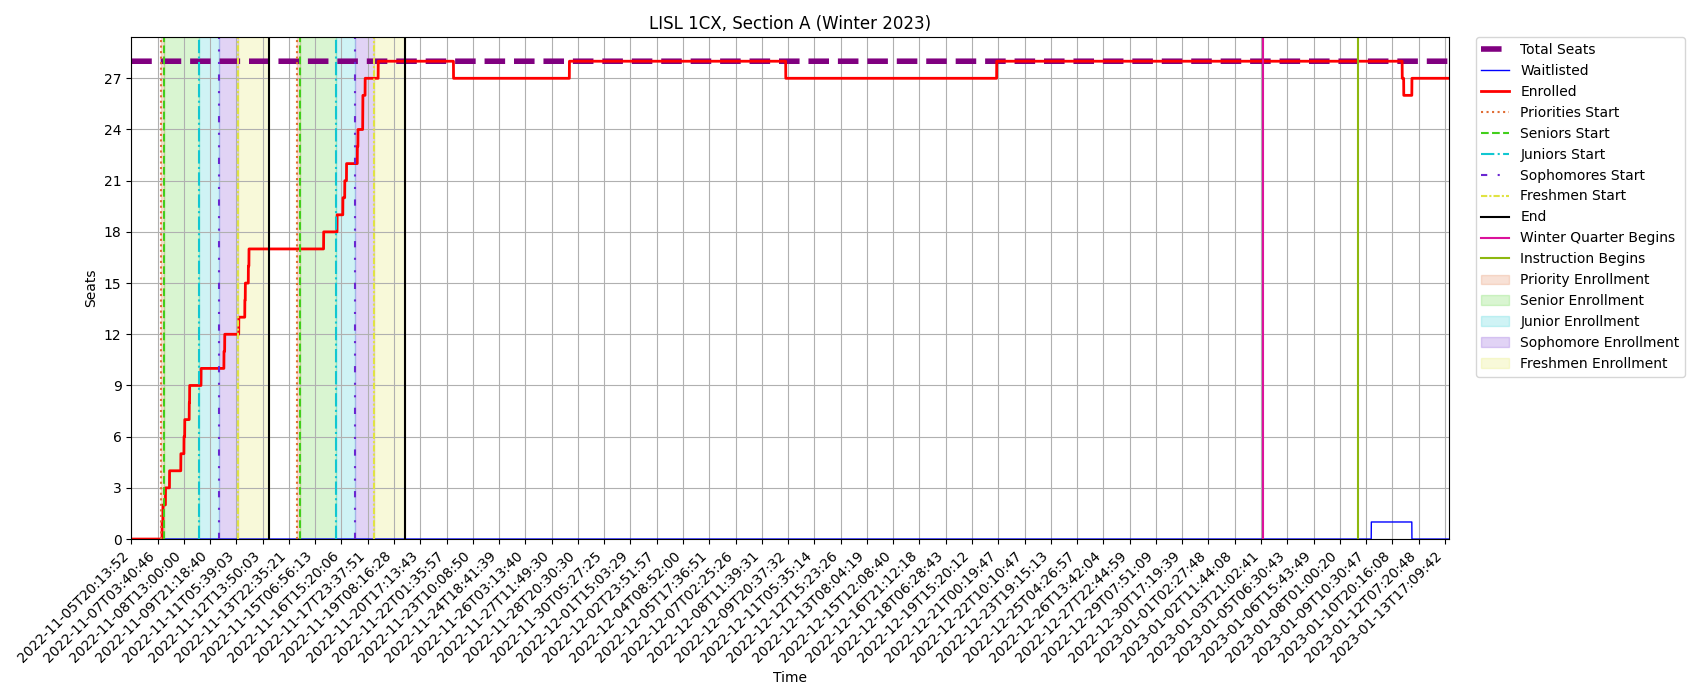 LISL 1CX, Section A (Winter 2023)
Seats
27
24
21
18
15
12
9
6
3
0
2022-11-05T20:13:52
2022-11-07T03:40:46
2022-11-08T13:00:00
2022-11-09T21:18:40
2022-11-11T05:39:03
2022-11-12T13:50:03
2022-11-13T22:35:21
2022-11-15T06:56:13
2022-11-16T15:20:06
2022-11-17T23:37:51
2022-11-19T08:16:28
2022-11-20T17:13:43
2022-11-22T01:35:57
2022-11-23T10:08:50
2022-11-24T18:41:39
2022-11-26T03:13:40
2022-11-27T11:49:30
2022-11-28T20:30:30
2022-11-30T05:27:25
2022-12-01T15:03:29
2022-12-02T23:51:57
2022-12-04T08:52:00
2022-12-05T17:36:51
2022-12-07T02:25:26
2022-12-08T11:39:31
2022-12-09T20:37:32
2022-12-11T05:35:14
2022-12-12T15:23:26
2022-12-13T08:04:19
2022-12-15T12:08:40
2022-12-16T21:12:18
2022-12-18T06:28:43
2022-12-19T15:20:12
2022-12-21T00:19:47
2022-12-22T10:10:47
2022-12-23T19:15:13
2022-12-25T04:26:57
2022-12-26T13:42:04
2022-12-27T22:44:59
2022-12-29T07:51:09
2022-12-30T17:19:39
2023-01-01T02:27:48
2023-01-02T11:44:08
2023-01-03T21:02:41
2023-01-05T06:30:43
2023-01-06T15:43:49
2023-01-08T01:00:20
2023-01-09T10:30:47
2023-01-10T20:16:08
2023-01-12T07:20:48
2023-01-13T17:09:42
Time
Total Seats
Waitlisted
Enrolled
Priorities Start
Seniors Start
Juniors Start
Sophomores Start
Freshmen Start
End
Winter Quarter Begins
Instruction Begins
Priority Enrollment
Senior Enrollment
Junior Enrollment
Sophomore Enrollment
Freshmen Enrollment